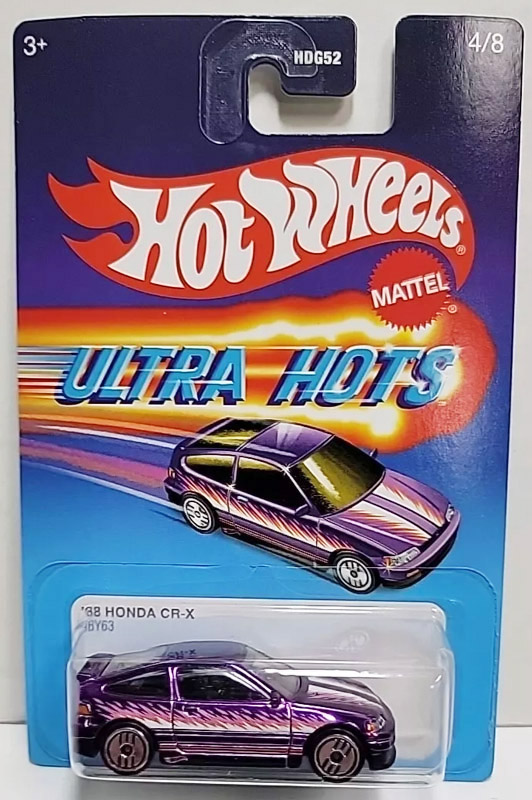 3+
HDG52
4/8
HOT WHEELS®
MATTEL®
ULTRA HOTS
'88 HONDA CR-X